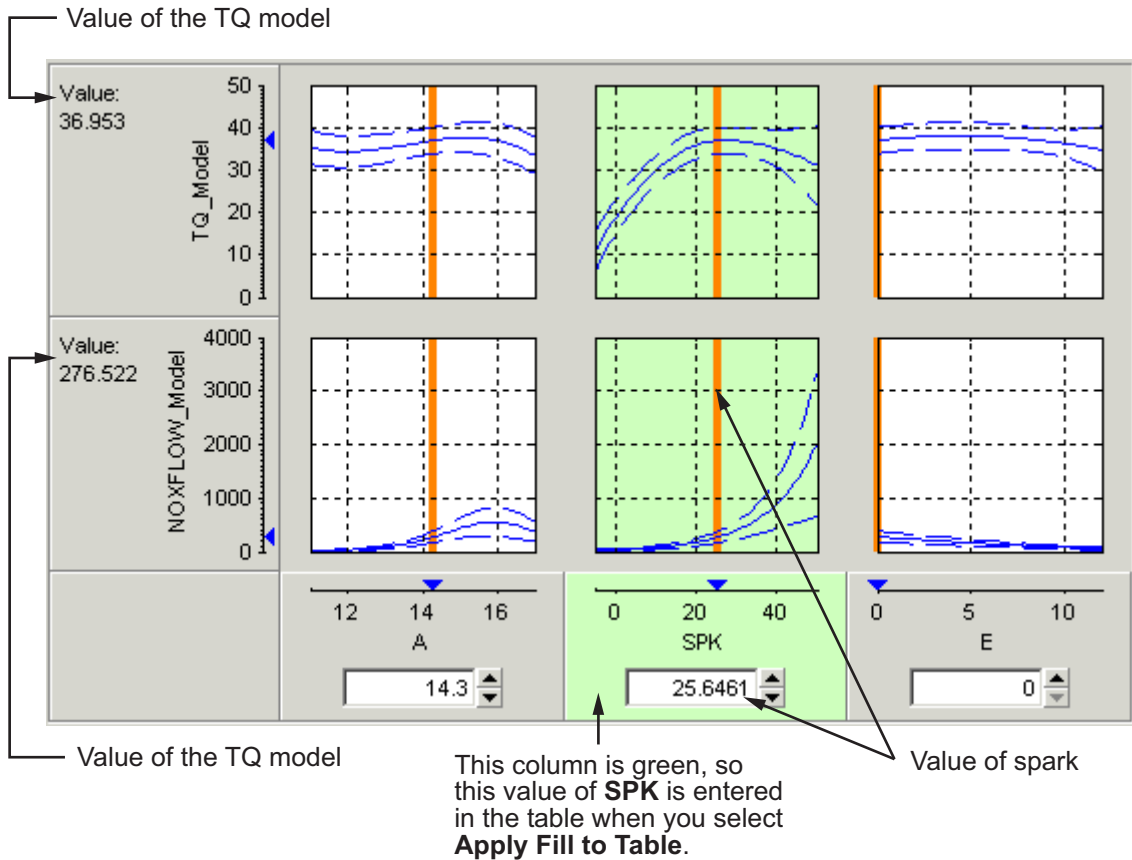 Value of the TQ model
Value:
36.953
TQ_Model
50
40
30
20
10
0
Value:
276.522
NOXFLOW_Model
4000
3000
2000
1000
0
12 14 16
A
14.3
0 20 40
SPK
25.6461
0 5 10
E
0
Value of the TQ model
This column is green, so
this value of SPK is entered
in the table when you select
Apply Fill to Table.
Value of spark